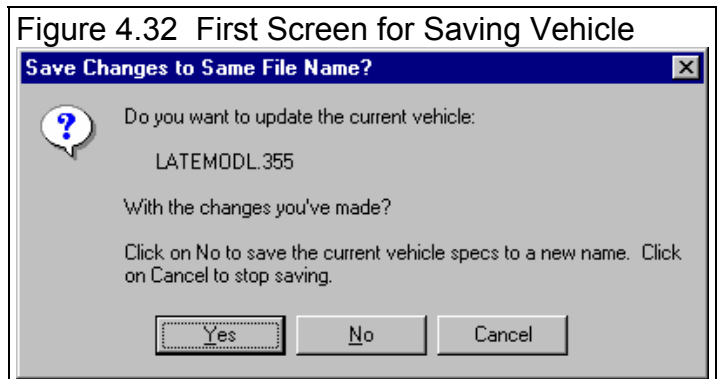 Figure 4.32  First Screen for Saving Vehicle
Save Changes to Same File Name?
Do you want to update the current vehicle:
LATEMODL.355
With the changes you've made?
Click on No to save the current vehicle specs to a new name.  Click
on Cancel to stop saving.
Yes No Cancel